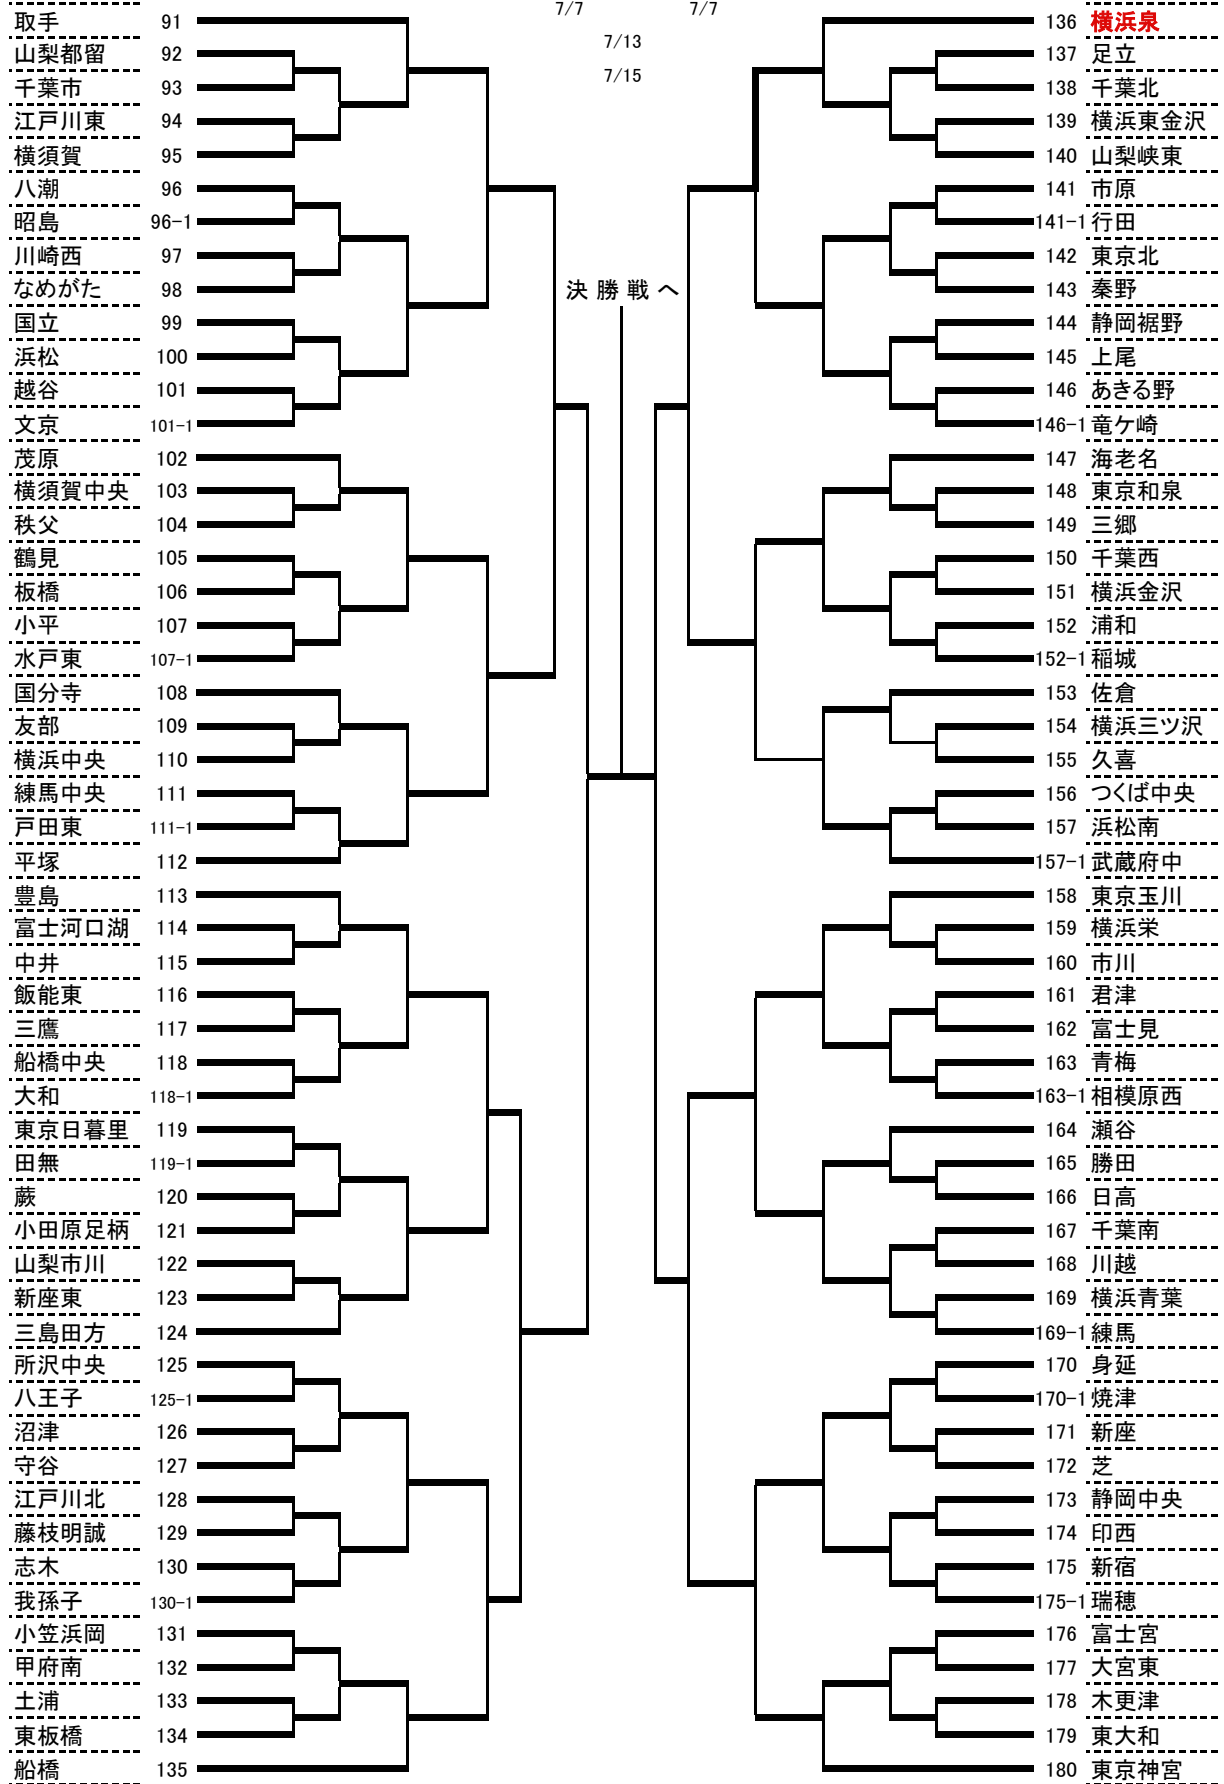 7/7 7/7
7/13
7/15
決勝戦へ
取手 91
山梨都留 92
千葉市 93
江戸川東 94
横須賀 95
八潮 96
昭島 96-1
川崎西 97
なめがた 98
国立 99
浜松 100
越谷 101
文京 101-1
茂原 102
横須賀中央 103
秩父 104
鶴見 105
板橋 106
小平 107
水戸東 107-1
国分寺 108
友部 109
横浜中央 110
練馬中央 111
戸田東 111-1
平塚 112
豊島 113
富士河口湖 114
中井 115
飯能東 116
三鷹 117
船橋中央 118
大和 118-1
東京日暮里 119
田無 119-1
蕨 120
小田原足柄 121
山梨市川 122
新座東 123
三島田方 124
所沢中央 125
八王子 125-1
沼津 126
守谷 127
江戸川北 128
藤枝明誠 129
志木 130
我孫子 130-1
小笠浜岡 131
甲府南 132
土浦 133
東板橋 134
船橋 135
136 横浜泉
137 足立
138 千葉北
139 横浜東金沢
140 山梨峡東
141 市原
141-1 行田
142 東京北
143 秦野
144 静岡裾野
145 上尾
146 あきる野
146-1 竜ケ崎
147 海老名
148 東京和泉
149 三郷
150 千葉西
151 横浜金沢
152 浦和
152-1 稲城
153 佐倉
154 横浜三ツ沢
155 久喜
156 つくば中央
157 浜松南
157-1 武蔵府中
158 東京玉川
159 横浜栄
160 市川
161 君津
162 富士見
163 青梅
163-1 相模原西
164 瀬谷
165 勝田
166 日高
167 千葉南
168 川越
169 横浜青葉
169-1 練馬
170 身延
170-1 焼津
171 新座
172 芝
173 静岡中央
174 印西
175 新宿
175-1 瑞穂
176 富士宮
177 大宮東
178 木更津
179 東大和
180 東京神宮